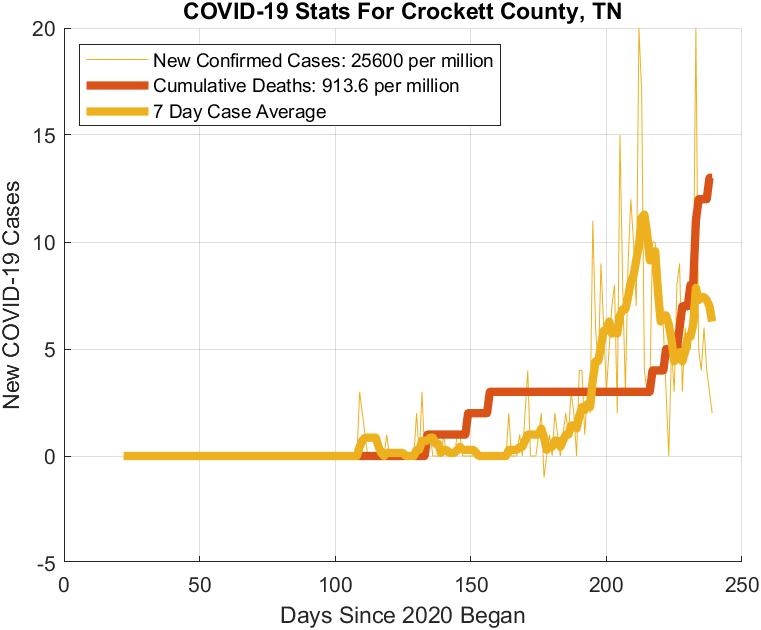 COVID-19 Stats For Crockett County, TN
New Confirmed Cases: 25600 per million
Cumulative Deaths: 913.6 per million
7 Day Case Average
New COVID-19 Cases
20
15
10
5
0
-5
0 50 100 150 200 250
Days Since 2020 Began